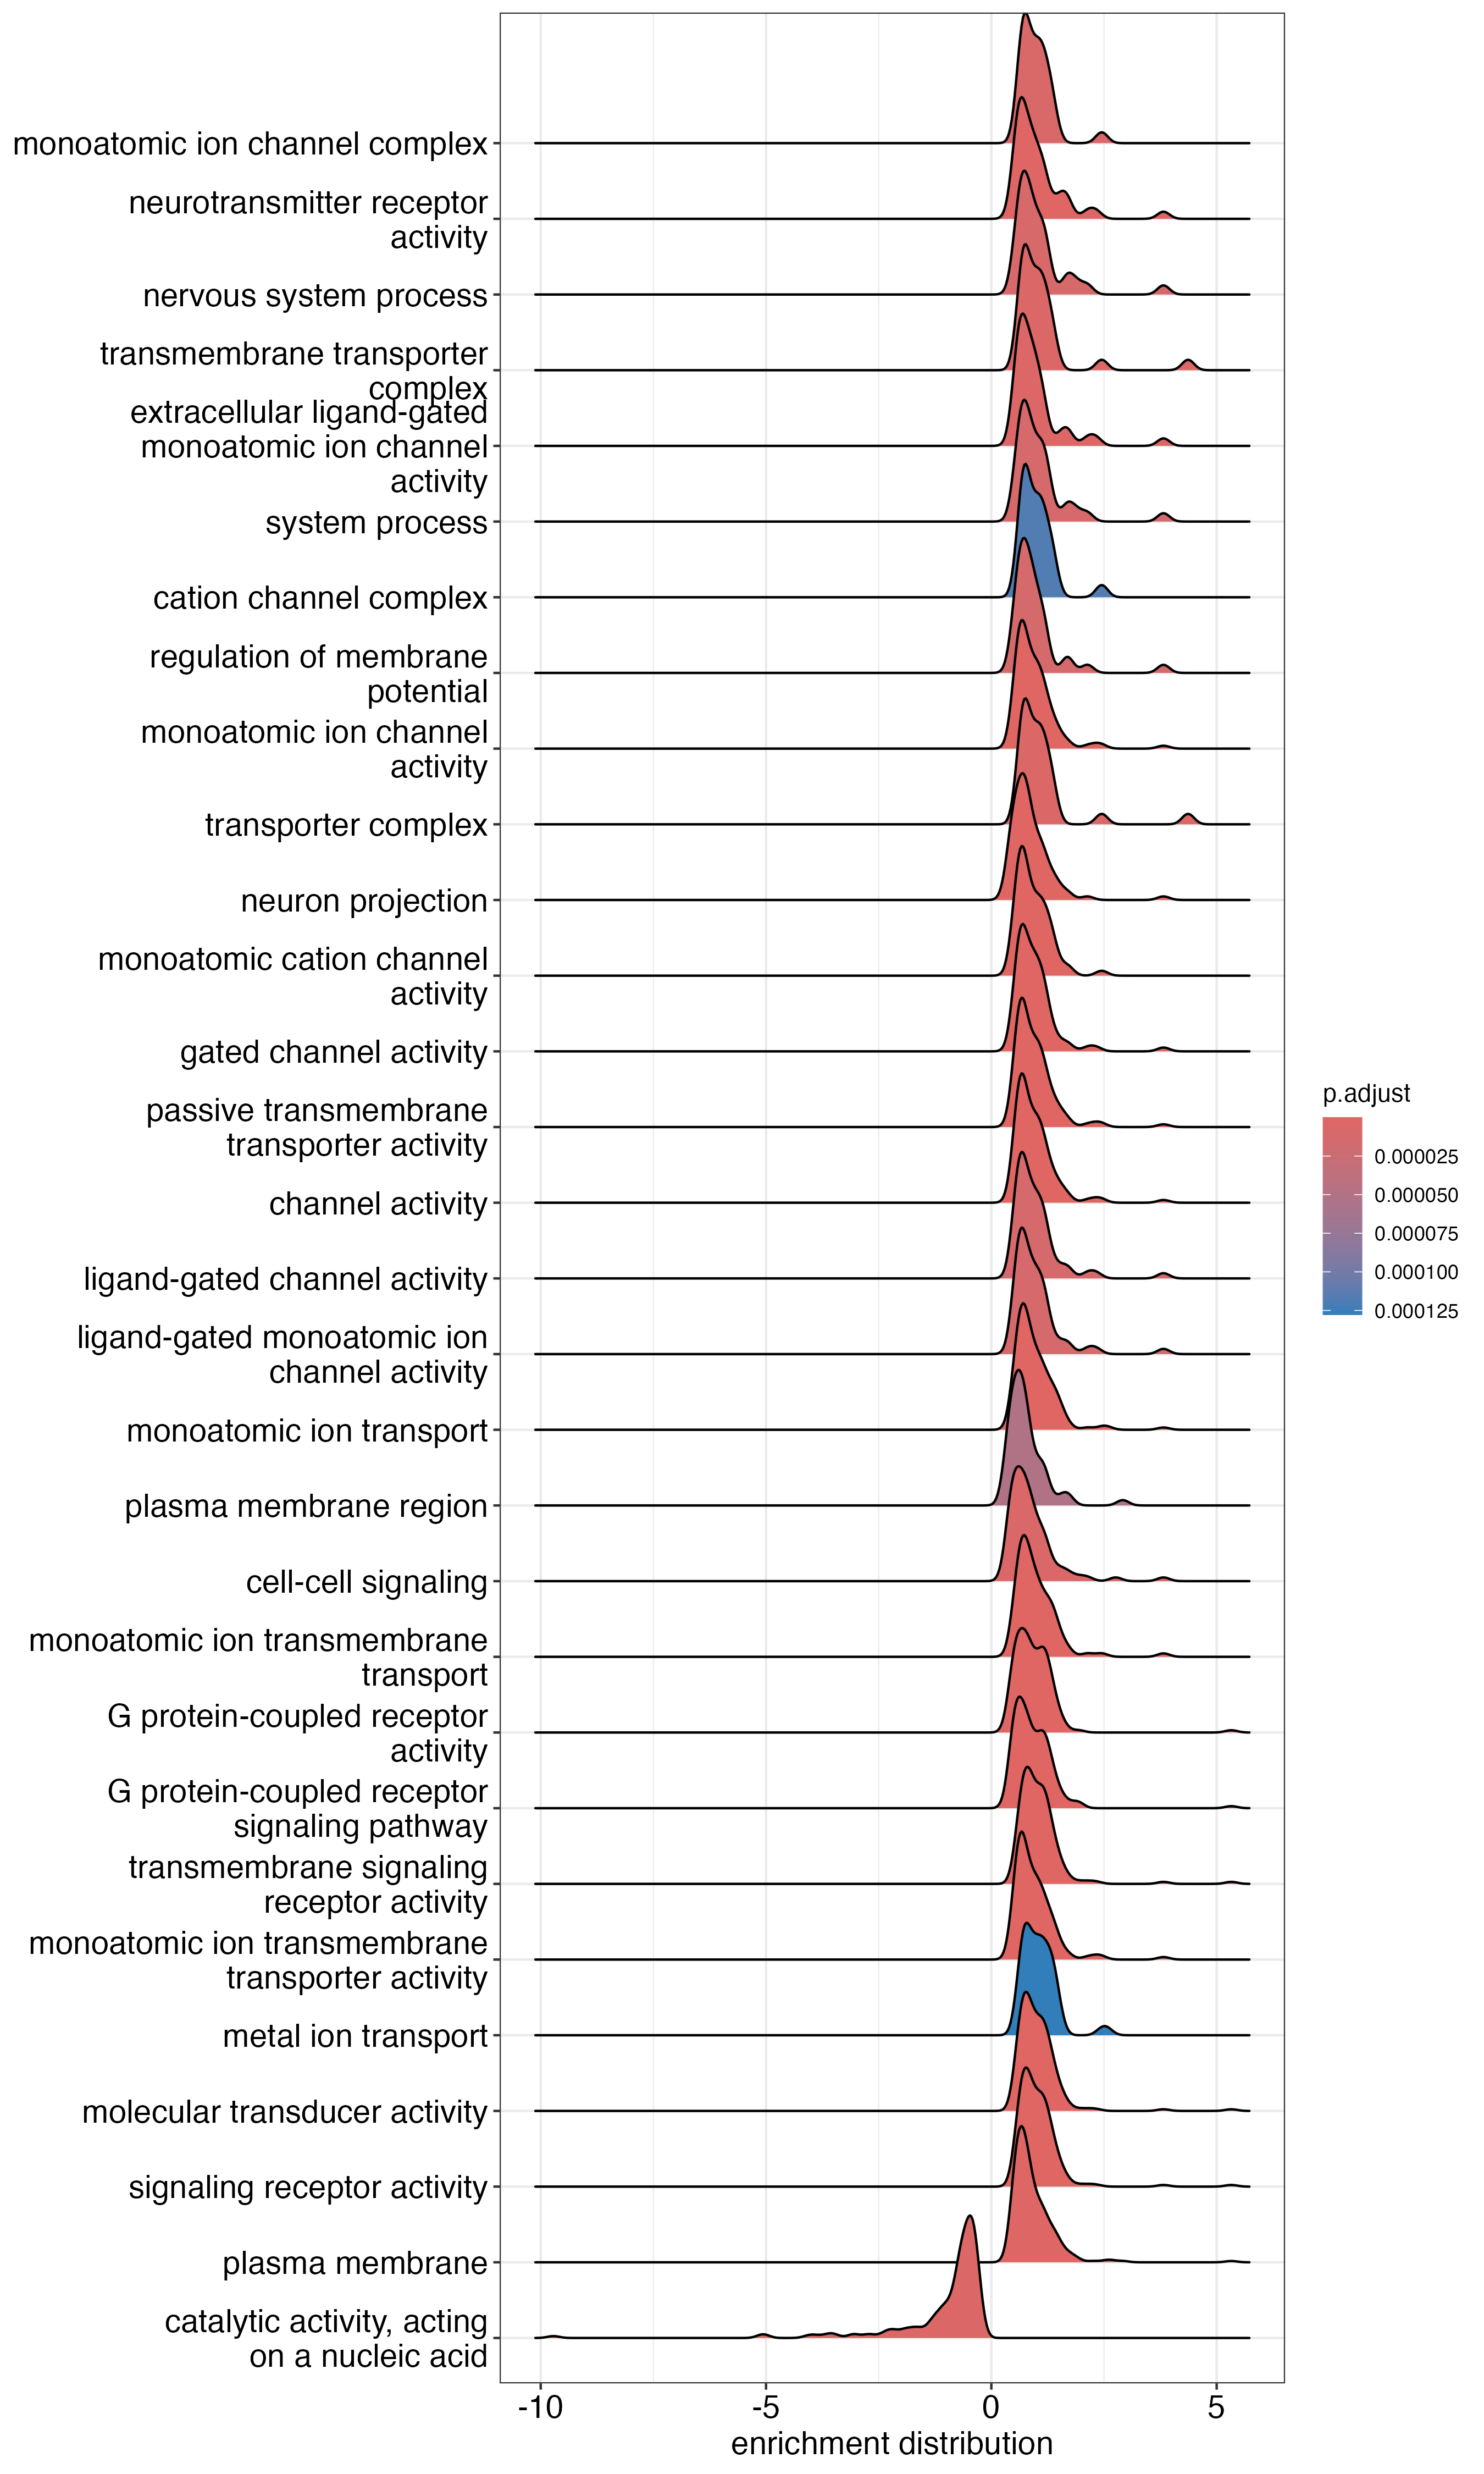 monoatomic ion channel complex
neurotransmitter receptor
activity
nervous system process
transmembrane transporter
complex
extracellular ligand-gated
monoatomic ion channel
activity
system process
cation channel complex
regulation of membrane
potential
monoatomic ion channel
activity
transporter complex
neuron projection
monoatomic cation channel
activity
gated channel activity
passive transmembrane
transporter activity
channel activity
ligand-gated channel activity
ligand-gated monoatomic ion
channel activity
monoatomic ion transport
plasma membrane region
cell-cell signaling
monoatomic ion transmembrane
transport
G protein-coupled receptor
activity
G protein-coupled receptor
signaling pathway
transmembrane signaling
receptor activity
monoatomic ion transmembrane
transporter activity
metal ion transport
molecular transducer activity
signaling receptor activity
plasma membrane
catalytic activity, acting
on a nucleic acid
-10 -5 0 5
enrichment distribution
p.adjust
0.000025
0.000050
0.000075
0.000100
0.000125